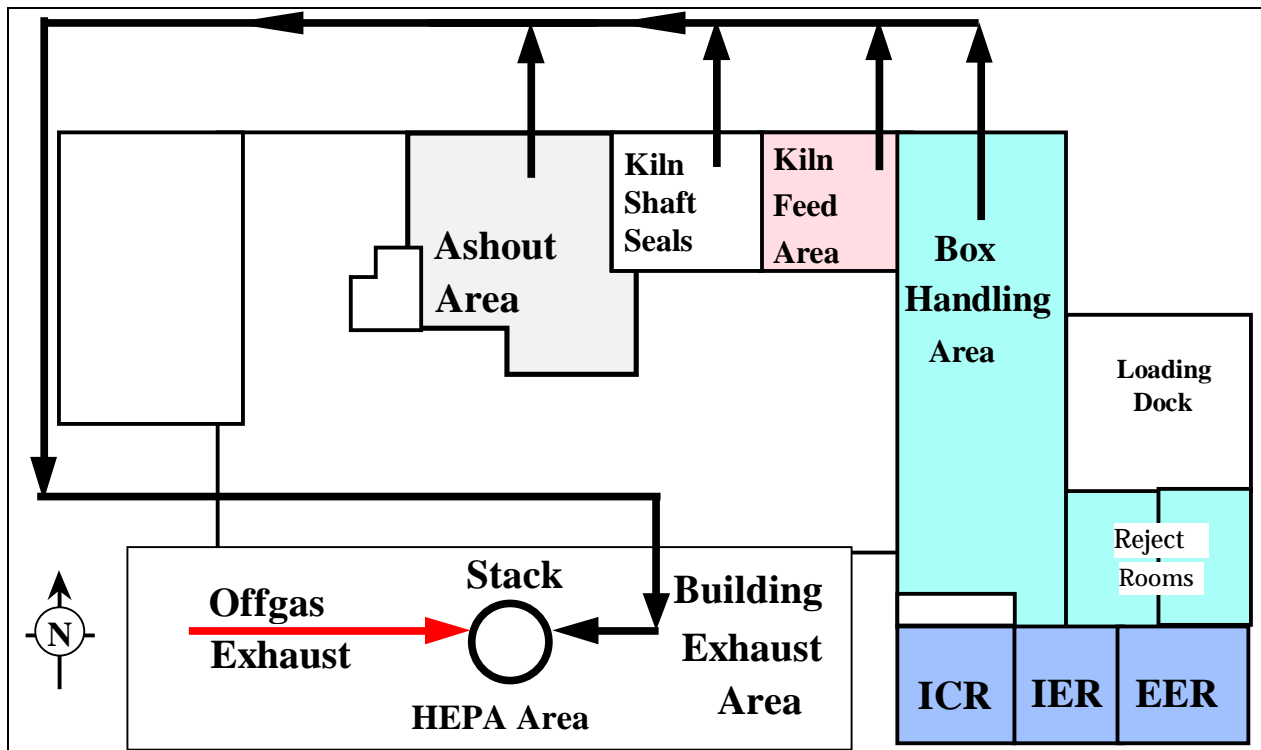 Kiln
Shaft
Seals
Kiln
Feed
Area
Ashout
Area
Box
Handling
Area
Loading
Dock
Reject
Rooms
Stack
Offgas
Exhaust
Building
Exhaust
Area
HEPA Area
N
ICR
IER
EER